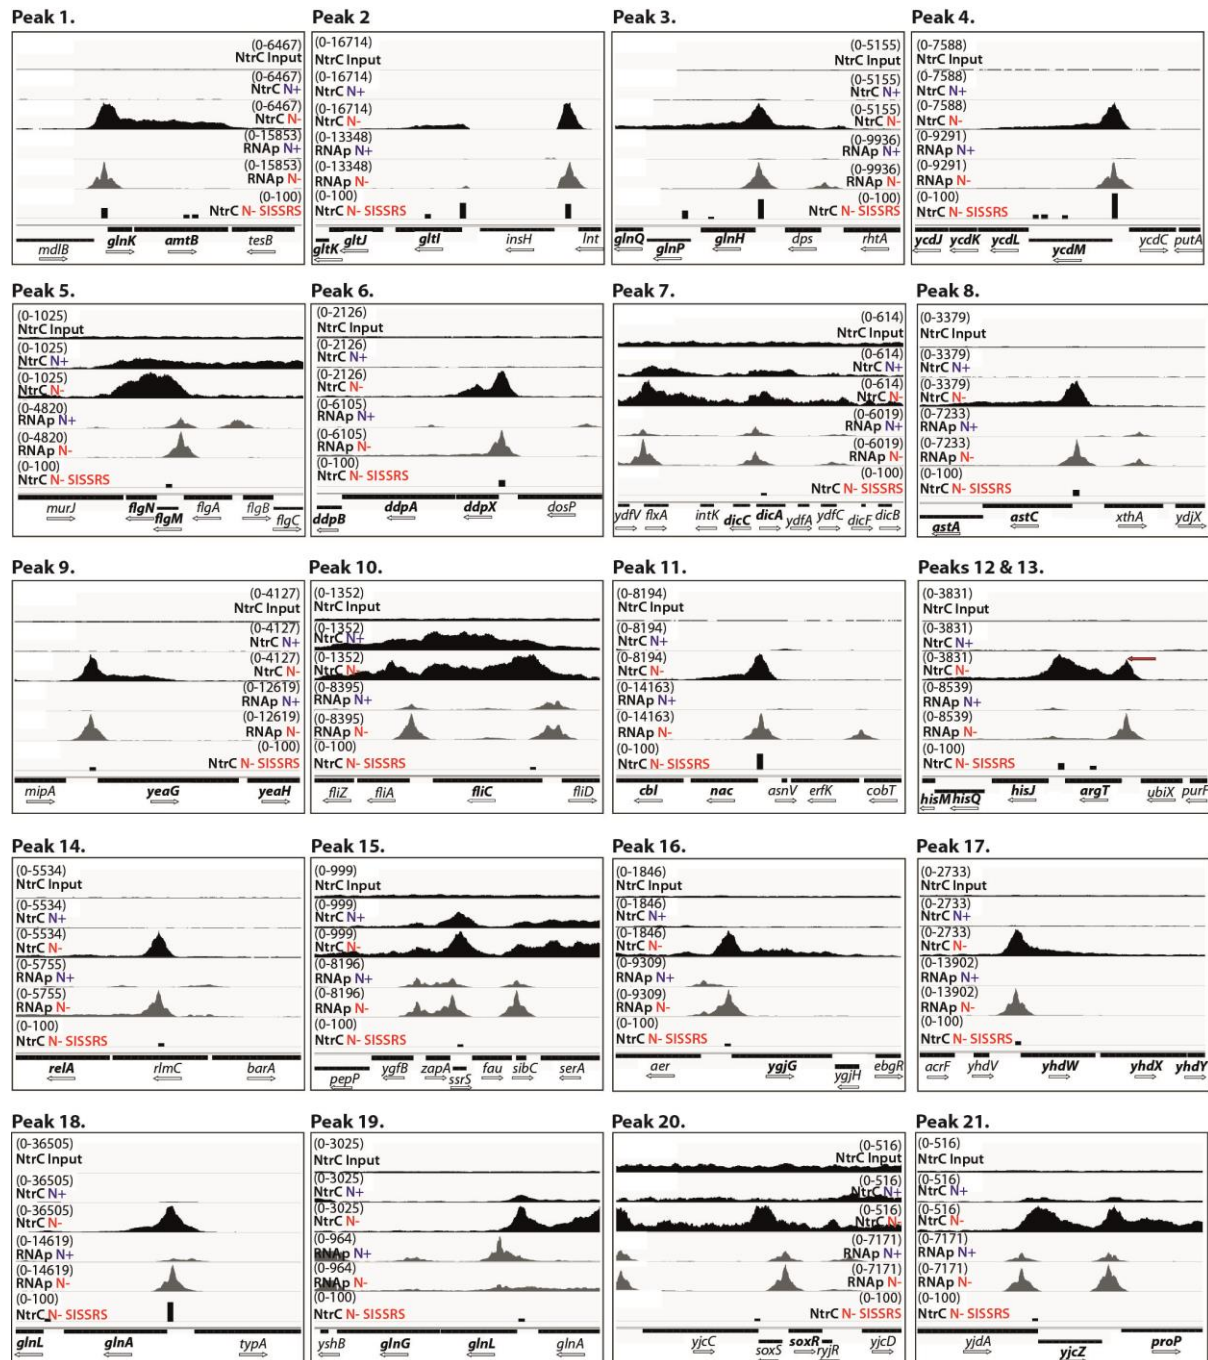 Peak 1.
(0-6467)
NtrC Input
(0-6467)
NtrC N+
(0-6467)
NtrC N-
(0-15853)
RNAp N+
(0-15853)
RNAp N-
(0-100)
NtrC N- SISSRS
mdlB glnK amtB tesB
Peak 2
(0-16714)
NtrC Input
(0-16714)
NtrC N+
(0-16714)
NtrC N-
(0-13348)
RNAp N+
(0-13348)
RNAp N-
(0-100)
NtrC N- SISSRS
gltK gltJ gltI insH lnt
Peak 3.
(0-5155)
NtrC Input
(0-5155)
NtrC N+
(0-5155)
NtrC N-
(0-9936)
RNAp N+
(0-9936)
RNAp N-
(0-100)
NtrC N- SISSRS
glnQ glnP glnH dps rhtA
Peak 4.
(0-7588)
NtrC Input
(0-7588)
NtrC N+
(0-7588)
NtrC N-
(0-9291)
RNAp N+
(0-9291)
RNAp N-
(0-100)
NtrC N- SISSRS
ycdJ ycdK ycdL ycdM ycdC putA
Peak 5.
(0-1025)
NtrC Input
(0-1025)
NtrC N+
(0-1025)
NtrC N-
(0-4820)
RNAp N+
(0-4820)
RNAp N-
(0-100)
NtrC N- SISSRS
murJ flgN flgM flgA flgB flgC
Peak 6.
(0-2126)
NtrC Input
(0-2126)
NtrC N+
(0-2126)
NtrC N-
(0-6105)
RNAp N+
(0-6105)
RNAp N-
(0-100)
NtrC N- SISSRS
ddpB ddpA ddpX dosP
Peak 7.
(0-614)
NtrC Input
(0-614)
NtrC N+
(0-614)
NtrC N-
(0-6019)
RNAp N+
(0-6019)
RNAp N-
(0-100)
NtrC N- SISSRS
ydfV flxA intK dicC dicA ydfA ydfC dicF dicB
Peak 8.
(0-3379)
NtrC Input
(0-3379)
NtrC N+
(0-3379)
NtrC N-
(0-7233)
RNAp N+
(0-7233)
RNAp N-
(0-100)
NtrC N- SISSRS
astA astC xthA ydjX
Peak 9.
(0-4127)
NtrC Input
(0-4127)
NtrC N+
(0-4127)
NtrC N-
(0-12619)
RNAp N+
(0-12619)
RNAp N-
(0-100)
NtrC N- SISSRS
mipA yeaG yeaH
Peak 10.
(0-1352)
NtrC Input
(0-1352)
NtrC N+
(0-1352)
NtrC N-
(0-8395)
RNAp N+
(0-8395)
RNAp N-
(0-100)
NtrC N- SISSRS
fliZ fliA fliC fliD
Peak 11.
(0-8194)
NtrC Input
(0-8194)
NtrC N+
(0-8194)
NtrC N-
(0-14163)
RNAp N+
(0-14163)
RNAp N-
(0-100)
NtrC N- SISSRS
cbl nac asnV erfK cobT
Peaks 12 & 13.
(0-3831)
NtrC Input
(0-3831)
NtrC N+
(0-3831)
NtrC N-
(0-8539)
RNAp N+
(0-8539)
RNAp N-
(0-100)
NtrC N- SISSRS
hisM hisQ hisJ argT ubiX purF
Peak 14.
(0-5534)
NtrC Input
(0-5534)
NtrC N+
(0-5534)
NtrC N-
(0-5755)
RNAp N+
(0-5755)
RNAp N-
(0-100)
NtrC N- SISSRS
relA rlmC barA
Peak 15.
(0-999)
NtrC Input
(0-999)
NtrC N+
(0-999)
NtrC N-
(0-8196)
RNAp N+
(0-8196)
RNAp N-
(0-100)
NtrC N- SISSRS
pepP ygfB zapA ssrS fau sibC serA
Peak 16.
(0-1846)
NtrC Input
(0-1846)
NtrC N+
(0-1846)
NtrC N-
(0-9309)
RNAp N+
(0-9309)
RNAp N-
(0-100)
NtrC N- SISSRS
aer ygjG ygjH ebgR
Peak 17.
(0-2733)
NtrC Input
(0-2733)
NtrC N+
(0-2733)
NtrC N-
(0-13902)
RNAp N+
(0-13902)
RNAp N-
(0-100)
NtrC N- SISSRS
acrF yhdV yhdW yhdX yhdY
Peak 18.
(0-36505)
NtrC Input
(0-36505)
NtrC N+
(0-36505)
NtrC N-
(0-14619)
RNAp N+
(0-14619)
RNAp N-
(0-100)
NtrC N- SISSRS
glnL glnA typA
Peak 19.
(0-3025)
NtrC Input
(0-3025)
NtrC N+
(0-3025)
NtrC N-
(0-964)
RNAp N+
(0-964)
RNAp N-
(0-100)
NtrC N- SISSRS
yshB glnG glnL glnA
Peak 20.
(0-516)
NtrC Input
(0-516)
NtrC N+
(0-516)
NtrC N-
(0-7171)
RNAp N+
(0-7171)
RNAp N-
(0-100)
NtrC N- SISSRS
yjcC soxS soxR ryjR yjcD
Peak 21.
(0-516)
NtrC Input
(0-516)
NtrC N+
(0-516)
NtrC N-
(0-7171)
RNAp N+
(0-7171)
RNAp N-
(0-100)
NtrC N- SISSRS
yjdA yjcZ proP